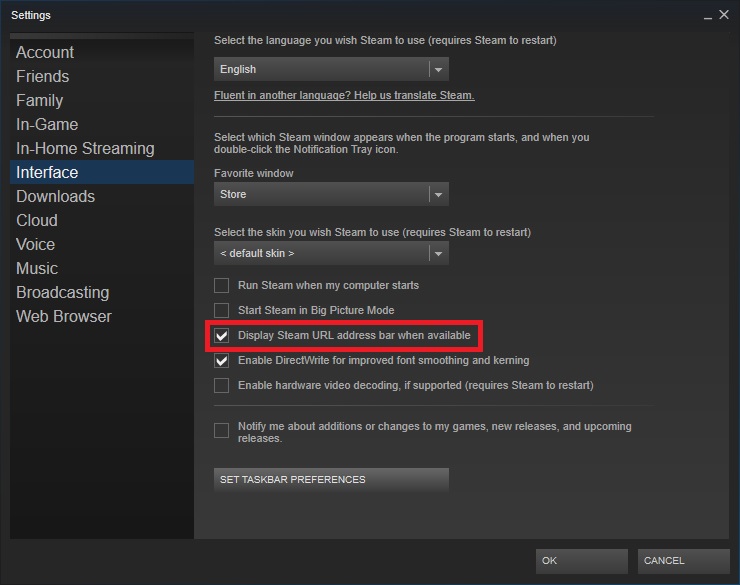 Settings
Account
Friends
Family
In-Game
In-Home Streaming
Interface
Downloads
Cloud
Voice
Music
Broadcasting
Web Browser
Select the language you wish Steam to use (requires Steam to restart)
English
Fluent in another language? Help us translate Steam.
Select which Steam window appears when the program starts, and when you
double-click the Notification Tray icon.
Favorite window
Store
Select the skin you wish Steam to use (requires Steam to restart)
< default skin >
Run Steam when my computer starts
Start Steam in Big Picture Mode
Display Steam URL address bar when available
Enable DirectWrite for improved font smoothing and kerning
Enable hardware video decoding, if supported (requires Steam to restart)
Notify me about additions or changes to my games, new releases, and upcoming
releases.
SET TASKBAR PREFERENCES
OK
CANCEL